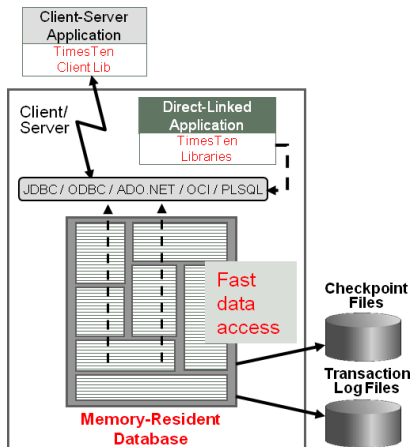 Client-Server
Application
TimesTen
Client Lib
Client/
Server
Direct-Linked
Application
TimesTen
Libraries
JDBC / ODBC / ADO.NET / OCI / PLSQL
Fast
data
access
Checkpoint
Files
Transaction
Log Files
Memory-Resident
Database